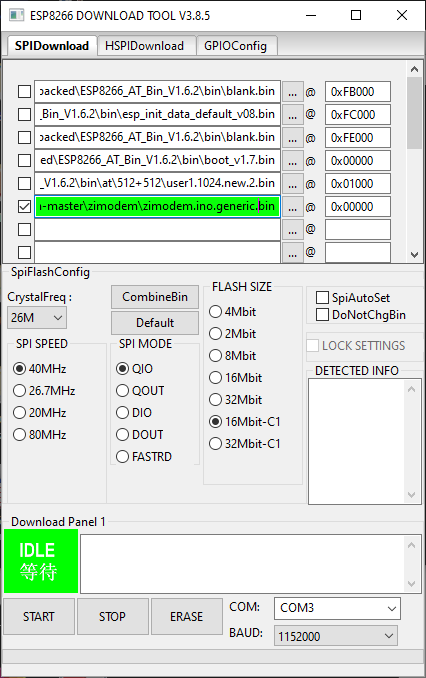 ESP8266 DOWNLOAD TOOL V3.8.5
SPIDownload HSPIDownload GPIOConfig
packed\ESP8266_AT_Bin_V1.6.2\bin\blank.bin ... @ 0xFB000
_Bin_V1.6.2\bin\esp_init_data_default_v08.bin ... @ 0xFC000
packed\ESP8266_AT_Bin_V1.6.2\bin\blank.bin ... @ 0xFE000
ed\ESP8266_AT_Bin_V1.6.2\bin\boot_v1.7.bin ... @ 0x00000
_V1.6.2\bin\at\512+512\user1.1024.new.2.bin ... @ 0x01000
-master\zimodem\zimodem.ino.generic.bin ... @ 0x00000
... @
... @
SpiFlashConfig
CrystalFreq :
26M
CombineBin
Default
SPI SPEED
40MHz
26.7MHz
20MHz
80MHz
SPI MODE
QIO
QOUT
DIO
DOUT
FASTRD
FLASH SIZE
4Mbit
2Mbit
8Mbit
16Mbit
32Mbit
16Mbit-C1
32Mbit-C1
SpiAutoSet
DoNotChgBin
LOCK SETTINGS
DETECTED INFO
Download Panel 1
IDLE
等待
START STOP ERASE
COM: COM3
BAUD: 1152000